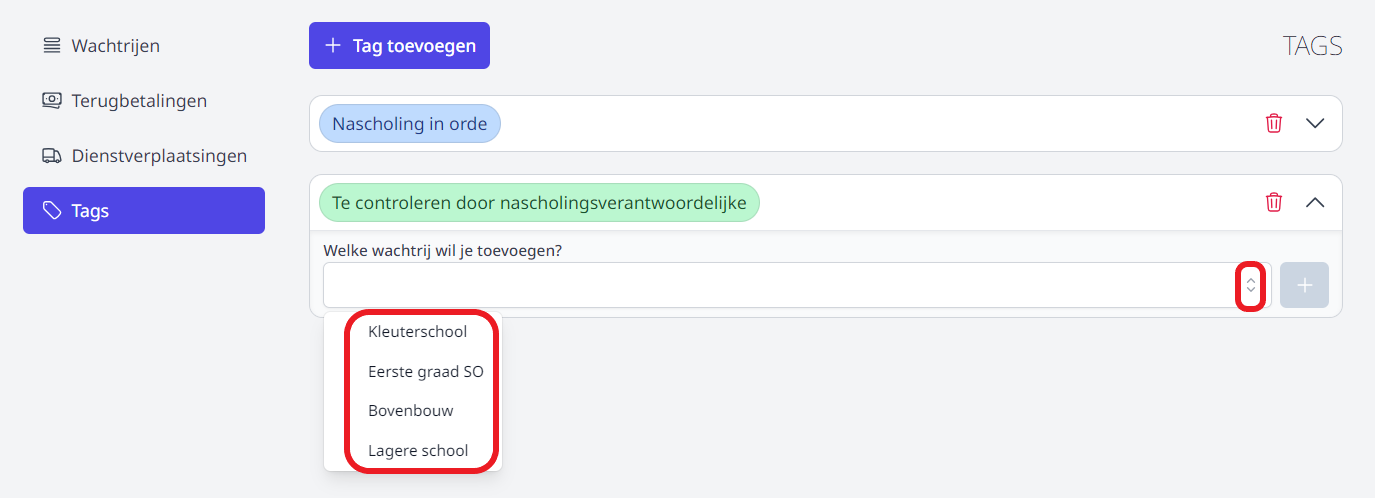 Wachtrijen
Terugbetalingen
Dienstverplaatsingen
Tags
Tag toevoegen
TAGS
Nascholing in orde
Te controleren door nascholingsverantwoordelijke
Welke wachtrij wil je toevoegen?
Kleuterschool
Eerste graad SO
Bovenbouw
Lagere school